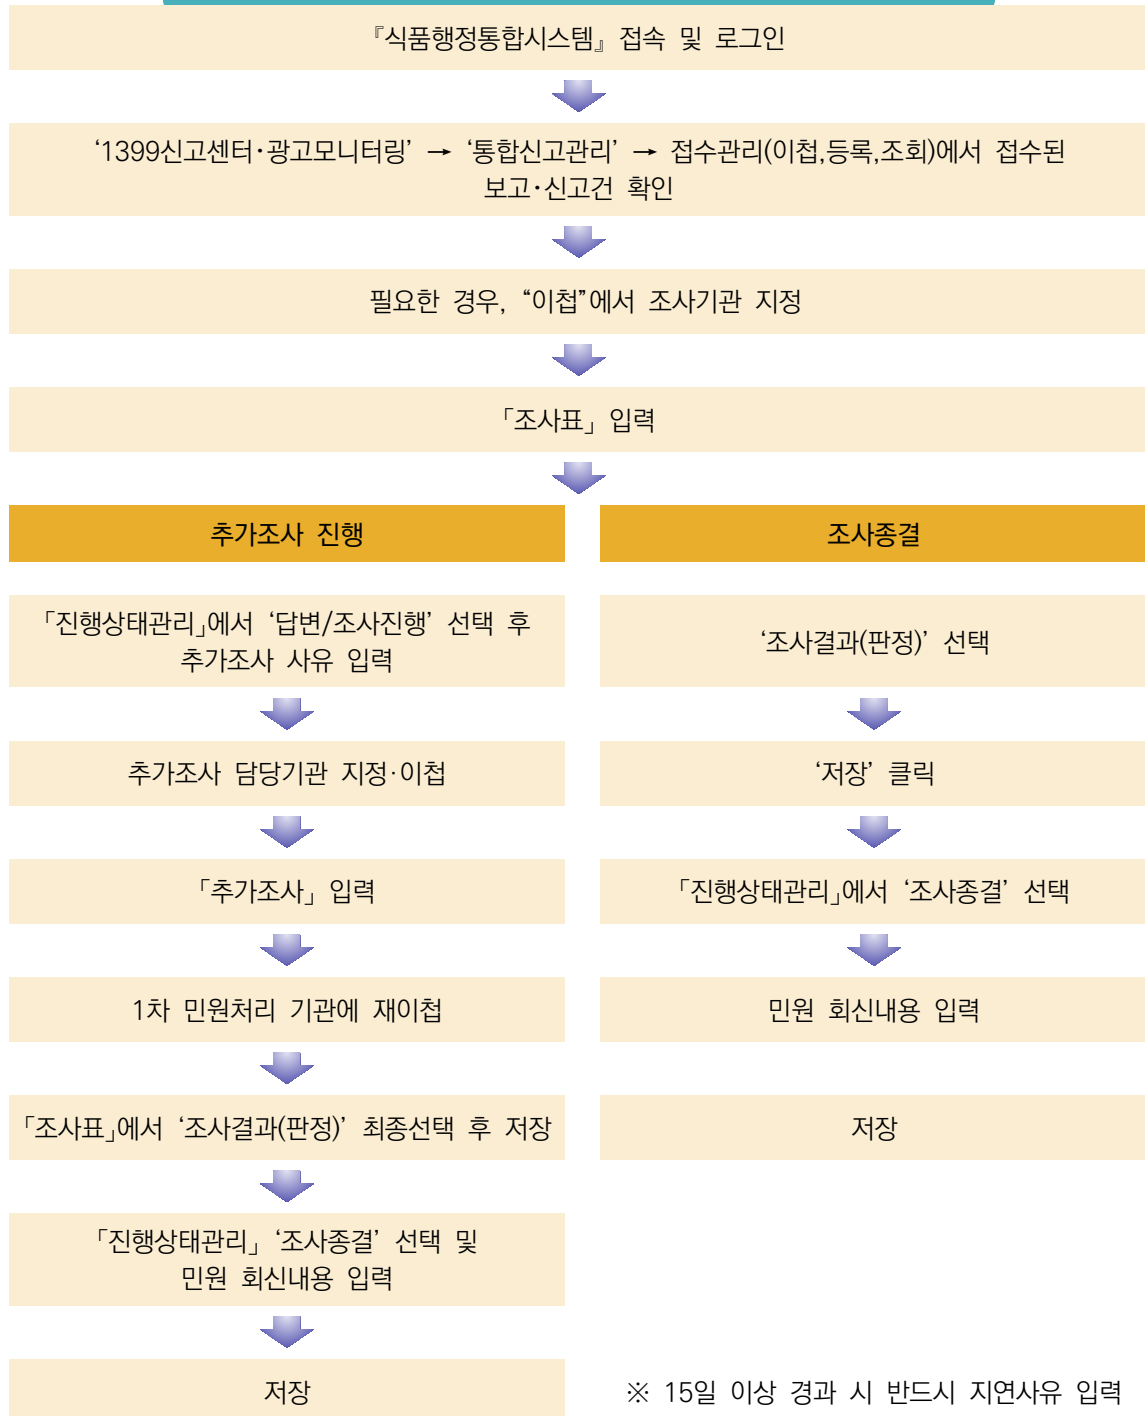 『식품행정통합시스템』 접속 및 로그인
‘1399신고센터·광고모니터링’ → ‘통합신고관리’ → 접수관리(이첩,등록,조회)에서 접수된
보고·신고건 확인
필요한 경우, “이첩”에서 조사기관 지정
「조사표」 입력
추가조사 진행
「진행상태관리」에서 ‘답변/조사진행’ 선택 후
추가조사 사유 입력
추가조사 담당기관 지정·이첩
「추가조사」 입력
1차 민원처리 기관에 재이첩
「조사표」에서 ‘조사결과(판정)’ 최종선택 후 저장
「진행상태관리」 ‘조사종결’ 선택 및
민원 회신내용 입력
저장
조사종결
‘조사결과(판정)’ 선택
‘저장’ 클릭
「진행상태관리」에서 ‘조사종결’ 선택
민원 회신내용 입력
저장
※ 15일 이상 경과 시 반드시 지연사유 입력